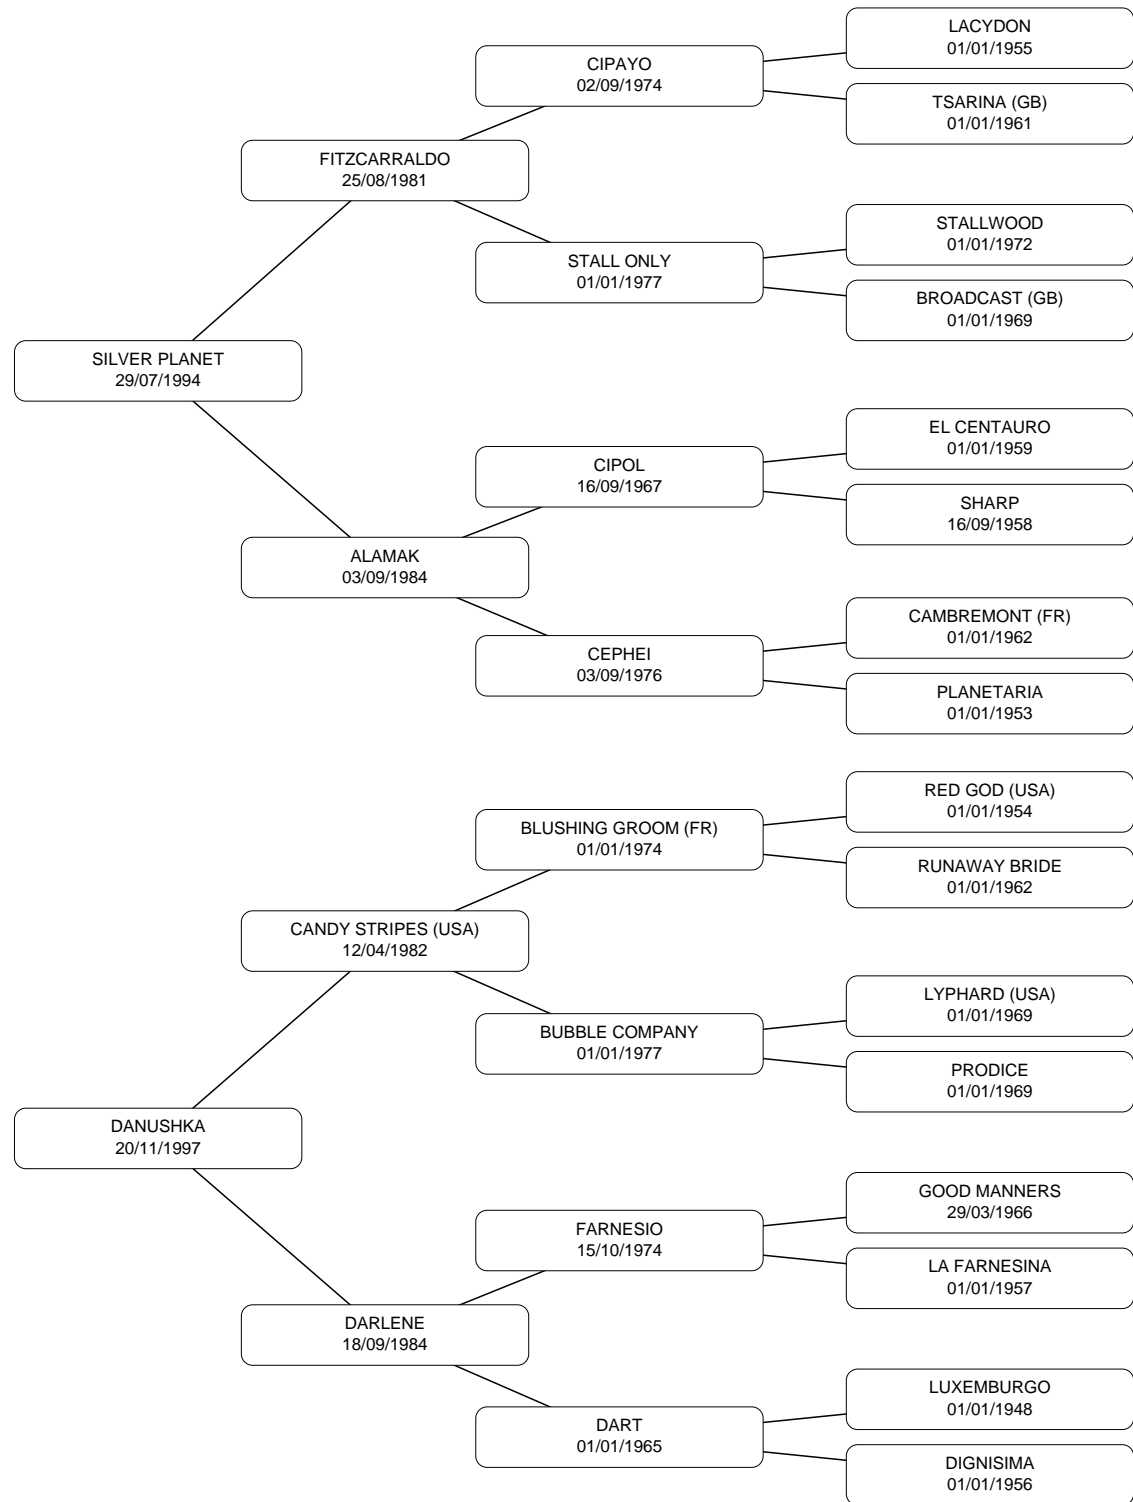 LACYDON
01/01/1955
CIPAYO
02/09/1974
TSARINA (GB)
01/01/1961
FITZCARRALDO
25/08/1981
STALLWOOD
01/01/1972
STALL ONLY
01/01/1977
BROADCAST (GB)
01/01/1969
SILVER PLANET
29/07/1994
EL CENTAURO
01/01/1959
CIPOL
16/09/1967
SHARP
16/09/1958
ALAMAK
03/09/1984
CAMBREMONT (FR)
01/01/1962
CEPHEI
03/09/1976
PLANETARIA
01/01/1953
RED GOD (USA)
01/01/1954
BLUSHING GROOM (FR)
01/01/1974
RUNAWAY BRIDE
01/01/1962
CANDY STRIPES (USA)
12/04/1982
LYPHARD (USA)
01/01/1969
BUBBLE COMPANY
01/01/1977
PRODICE
01/01/1969
DANUSHKA
20/11/1997
GOOD MANNERS
29/03/1966
FARNESIO
15/10/1974
LA FARNESINA
01/01/1957
DARLENE
18/09/1984
LUXEMBURGO
01/01/1948
DART
01/01/1965
DIGNISIMA
01/01/1956